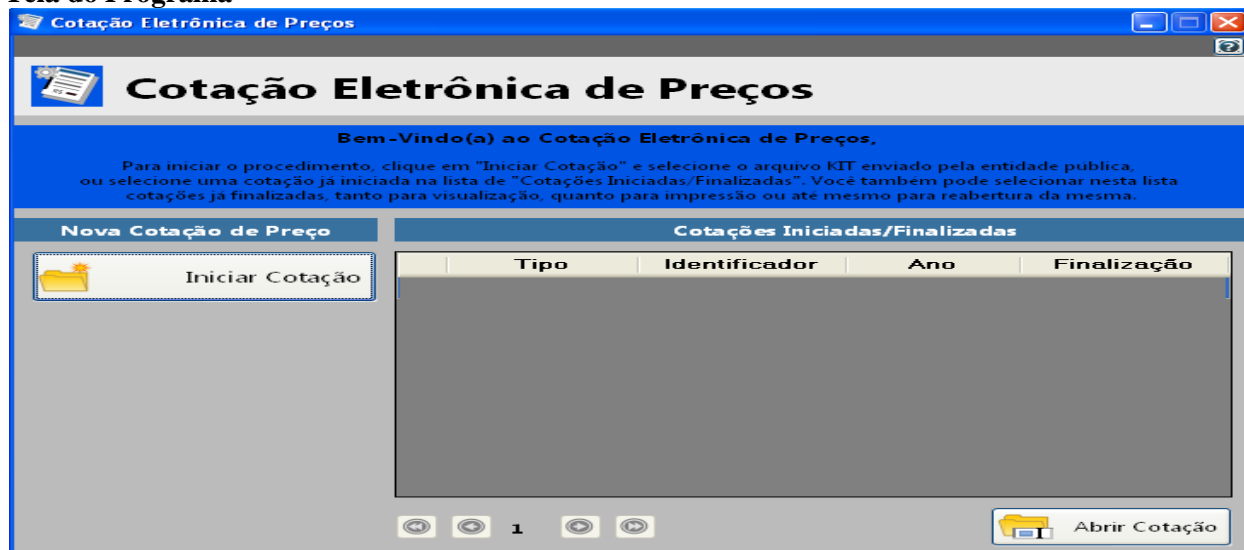 Tela do Programa
Cotação Eletrônica de Preços
Cotação Eletrônica de Preços
Bem-Vindo(a) ao Cotação Eletrônica de Preços,
Para iniciar o procedimento, clique em "Iniciar Cotação" e selecione o arquivo KIT enviado pela entidade pública,
ou selecione uma cotação já iniciada na lista de "Cotações Iniciadas/Finalizadas". Você também pode selecionar nesta lista
cotações já finalizadas, tanto para visualização, quanto para impressão ou até mesmo para reabertura da mesma.
Nova Cotação de Preço
Cotações Iniciadas/Finalizadas
Iniciar Cotação
Tipo Identificador Ano Finalização
1
Abrir Cotação